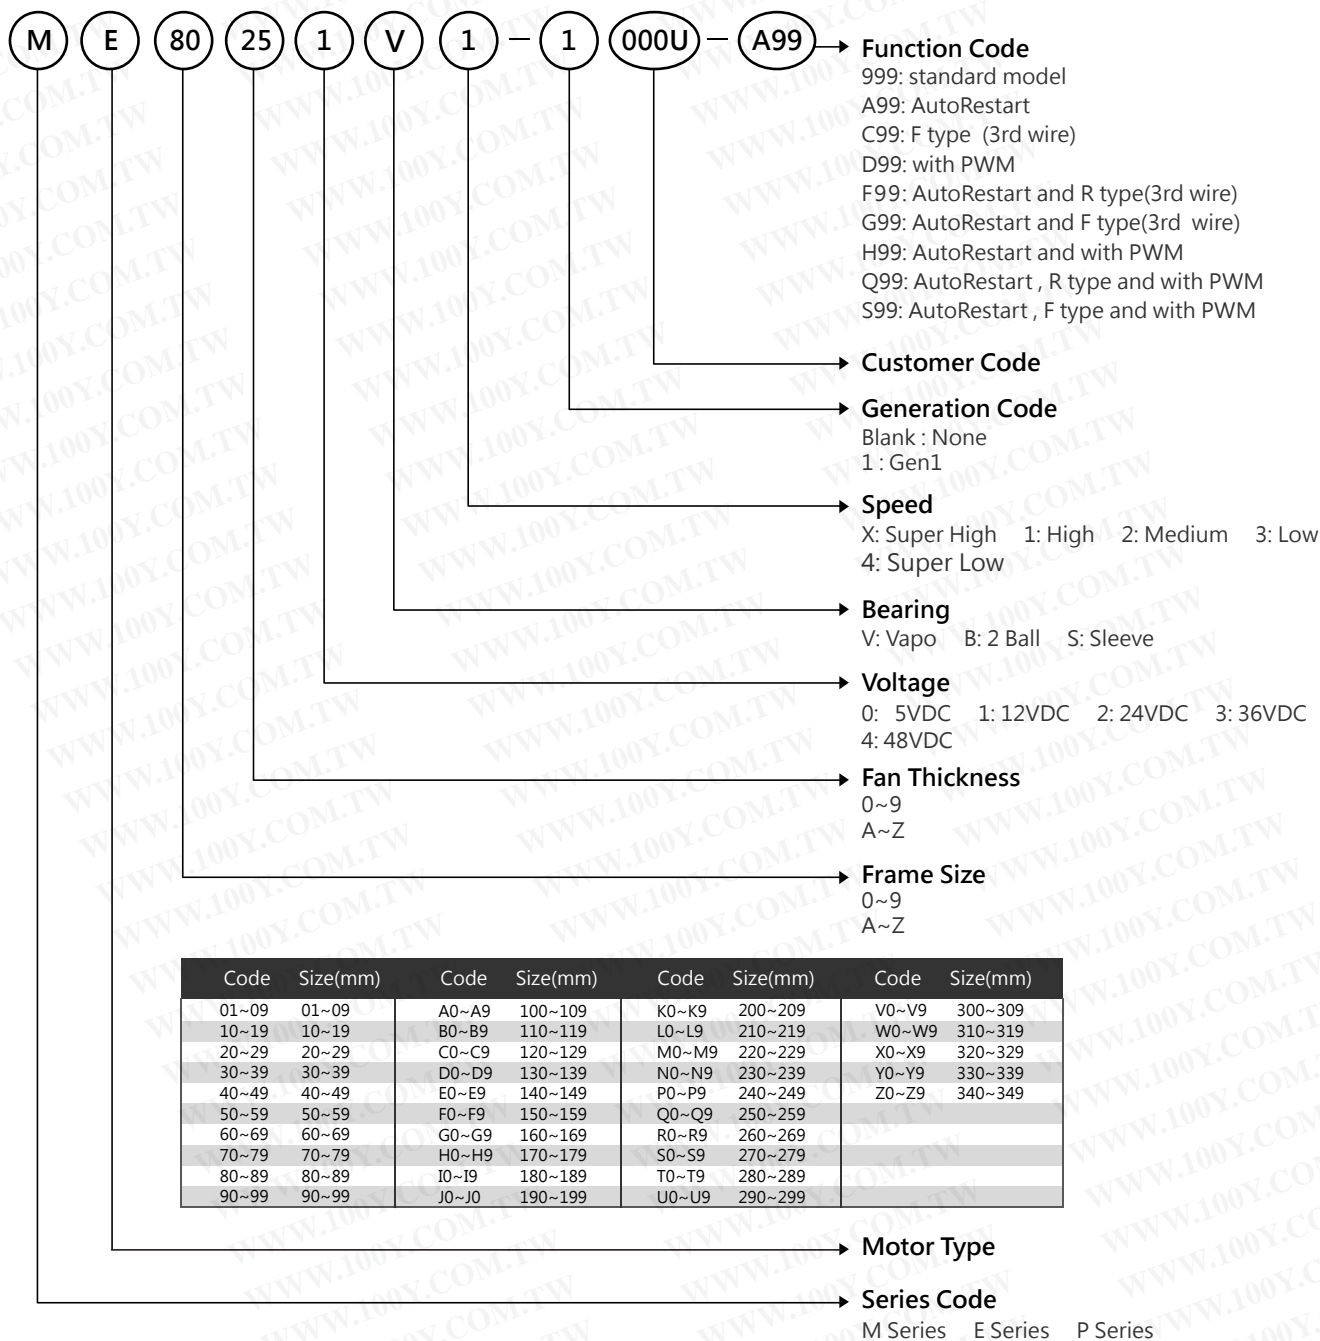 M E 80 25 1 V 1 — 1 000U — A99
Function Code
999: standard model
A99: AutoRestart
C99: F type (3rd wire)
D99: with PWM
F99: AutoRestart and R type(3rd wire)
G99: AutoRestart and F type(3rd wire)
H99: AutoRestart and with PWM
Q99: AutoRestart , R type and with PWM
S99: AutoRestart , F type and with PWM
Customer Code
Generation Code
Blank : None
1 : Gen1
Speed
X: Super High 1: High 2: Medium 3: Low
4: Super Low
Bearing
V: Vapo B: 2 Ball S: Sleeve
Voltage
0: 5VDC 1: 12VDC 2: 24VDC 3: 36VDC
4: 48VDC
Fan Thickness
0~9
A~Z
Frame Size
0~9
A~Z
Code Size(mm) Code Size(mm) Code Size(mm) Code Size(mm)
01~09 01~09 A0~A9 100~109 K0~K9 200~209 V0~V9 300~309
10~19 10~19 B0~B9 110~119 L0~L9 210~219 W0~W9 310~319
20~29 20~29 C0~C9 120~129 M0~M9 220~229 X0~X9 320~329
30~39 30~39 D0~D9 130~139 N0~N9 230~239 Y0~Y9 330~339
40~49 40~49 E0~E9 140~149 P0~P9 240~249 Z0~Z9 340~349
50~59 50~59 F0~F9 150~159 Q0~Q9 250~259
60~69 60~69 G0~G9 160~169 R0~R9 260~269
70~79 70~79 H0~H9 170~179 S0~S9 270~279
80~89 80~89 I0~I9 180~189 T0~T9 280~289
90~99 90~99 J0~J0 190~199 U0~U9 290~299
Motor Type
Series Code
M Series E Series P Series
WWW.100Y.COM.TW